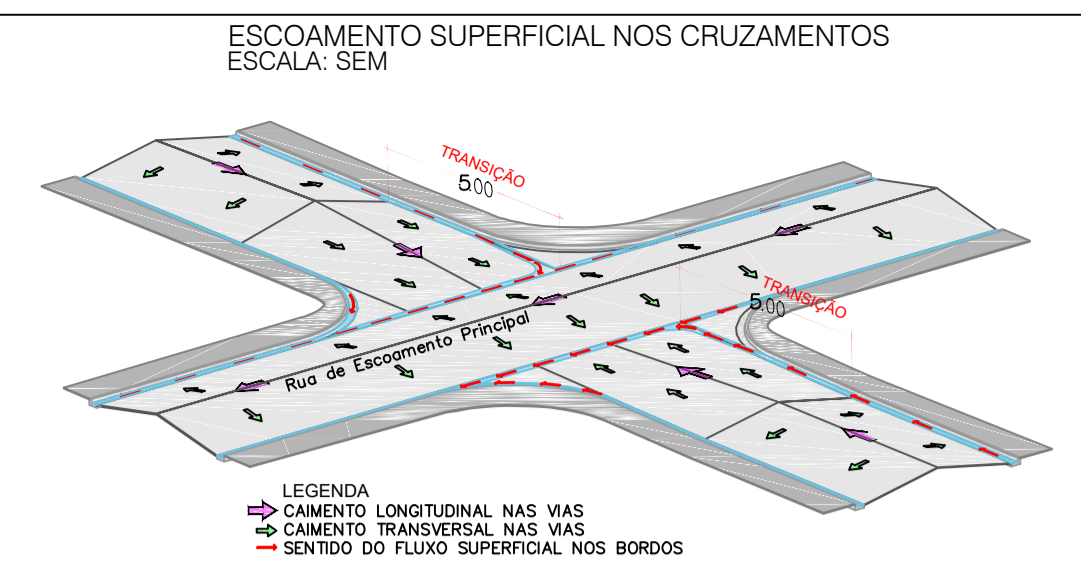 ESCOAMENTO SUPERFICIAL NOS CRUZAMENTOS
ESCALA: SEM
TRANSIÇÃO
5.00
TRANSIÇÃO
5.00
Rua de Escoamento Principal
LEGENDA
CAIMENTO LONGITUDINAL NAS VIAS
CAIMENTO TRANSVERSAL NAS VIAS
SENTIDO DO FLUXO SUPERFICIAL NOS BORDOS